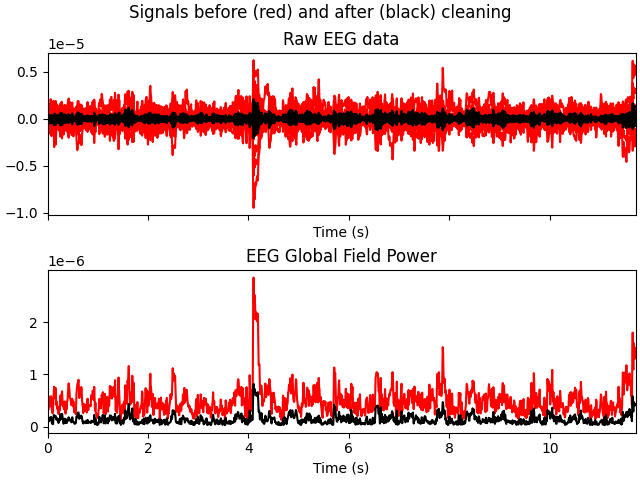 Signals before (red) and after (black) cleaning
Raw EEG data
1e−5
0.5
0.0
−0.5
−1.0
Time (s)
EEG Global Field Power
1e−6
2
1
0
0 2 4 6 8 10
Time (s)